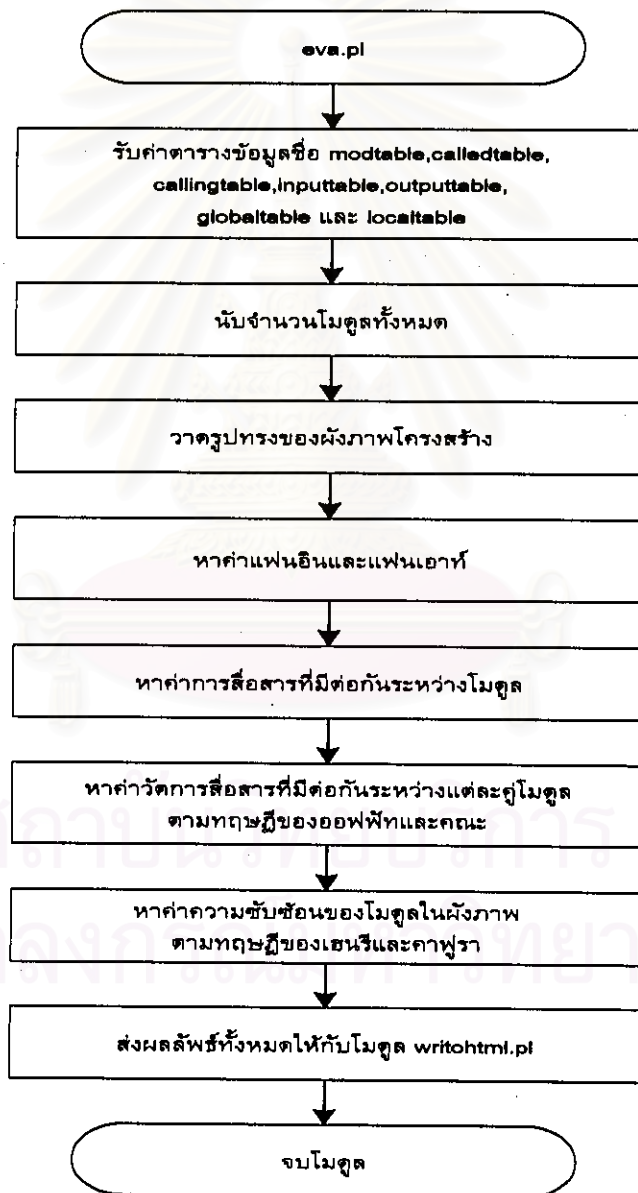 eva.pl
รับค่าตารางข้อมูลชื่อ modtable,calledtable,
callingtable,inputtable,outputtable,
globaltable และ localtable
นับจำนวนโมดูลทั้งหมด
วาดรูปทรงของผังภาพโครงสร้าง
หาค่าแฟนอินและแฟนเอาท์
หาค่าการสื่อสารที่มีต่อกันระหว่างโมดูล
หาค่าวัดการสื่อสารที่มีต่อกันระหว่างแต่ละคู่โมดูล
ตามทฤษฎีของออฟฟัทและคณะ
หาค่าความซับซ้อนของโมดูลในผังภาพ
ตามทฤษฎีของเฮนรีและคาฟูรา
ส่งผลลัพธ์ทั้งหมดให้กับโมดูล writohtml.pl
จบโมดูล